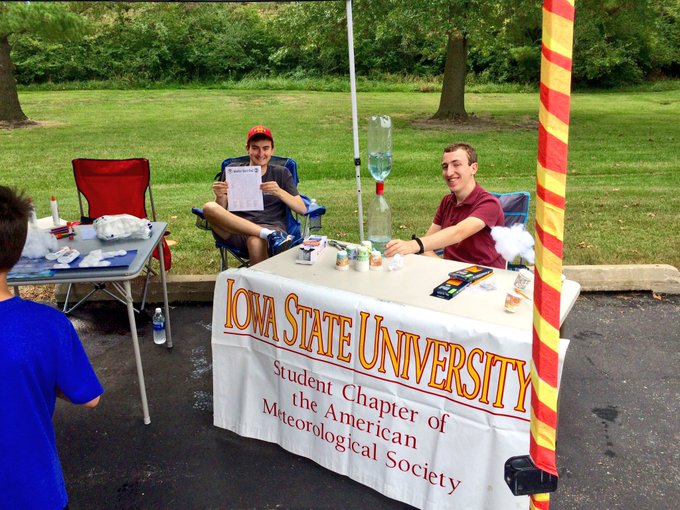 IOWA STATE UNIVERSITY
Student Chapter of
the American
Meteorological Society